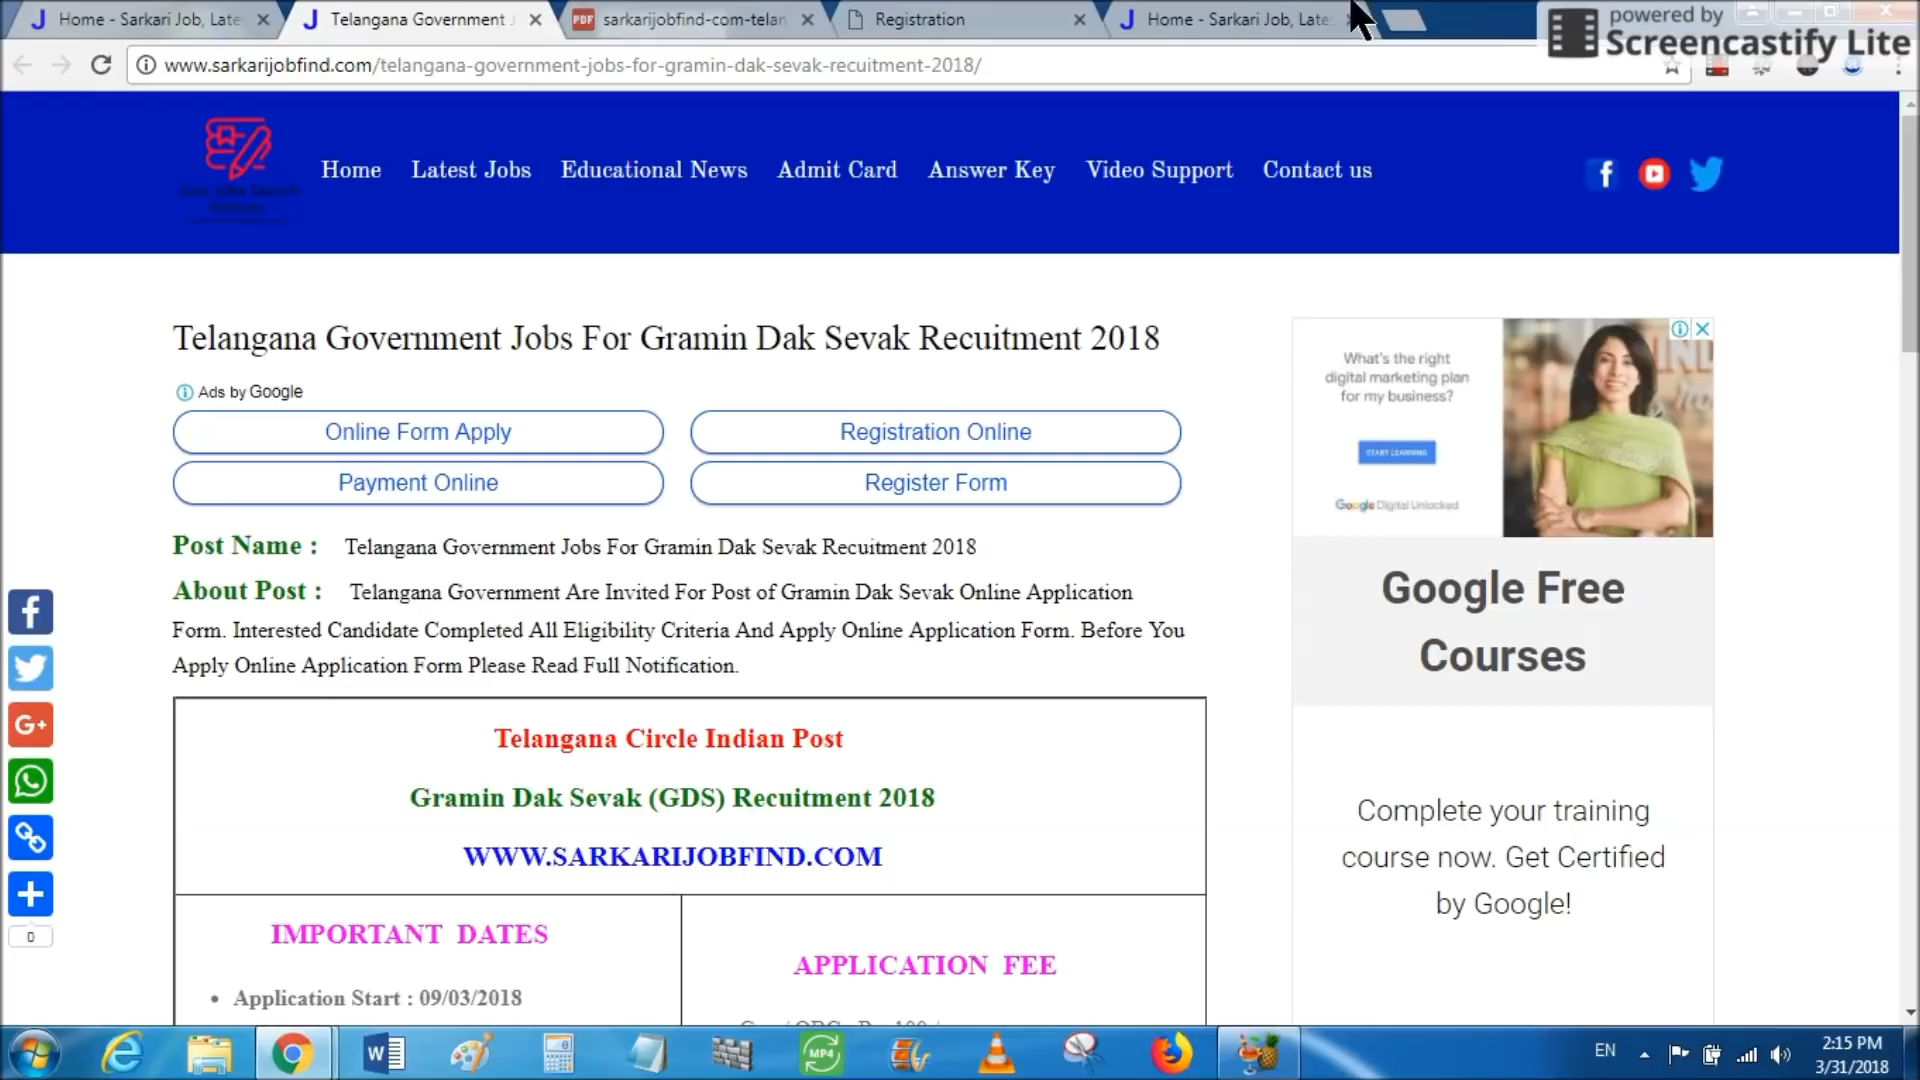 Home - Sarkari Job, Late
Telangana Government J
sarkarijobfind-com-telan
Registration
Home - Sarkari Job, Late
powered by
Screencastify Lite
www.sarkarijobfind.com/telangana-government-jobs-for-gramin-dak-sevak-recuitment-2018/
Home
Latest Jobs
Educational News
Admit Card
Answer Key
Video Support
Contact us
Telangana Government Jobs For Gramin Dak Sevak Recuitment 2018
Ads by Google
Online Form Apply
Registration Online
Payment Online
Register Form
Post Name : Telangana Government Jobs For Gramin Dak Sevak Recuitment 2018
About Post : Telangana Government Are Invited For Post of Gramin Dak Sevak Online Application
Form. Interested Candidate Completed All Eligibility Criteria And Apply Online Application Form. Before You
Apply Online Application Form Please Read Full Notification.
Telangana Circle Indian Post
Gramin Dak Sevak (GDS) Recuitment 2018
WWW.SARKARIJOBFIND.COM
IMPORTANT DATES
• Application Start : 09/03/2018
APPLICATION FEE
What's the right
digital marketing plan
for my business?
START LEARNING
Google Digital Unlocked
Google Free
Courses
Complete your training
course now. Get Certified
by Google!
0
EN
2:15 PM
3/31/2018